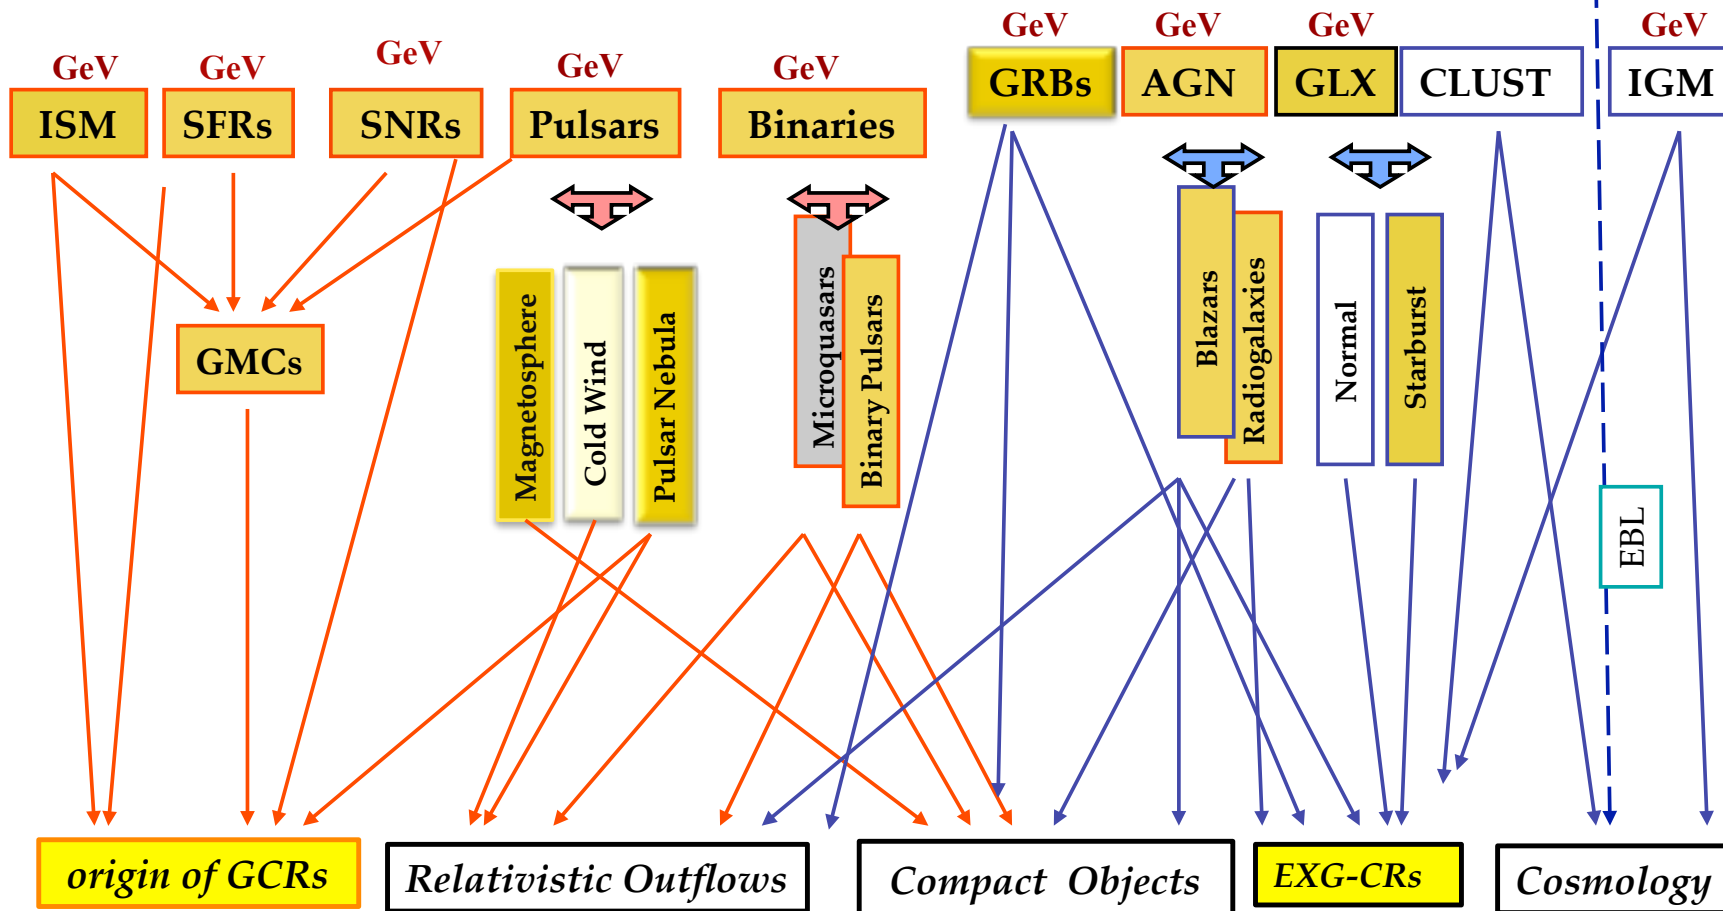 GeV
GeV
GeV
GeV
GeV
GeV
GeV
GeV
GeV
ISM
SFRs
SNRs
Pulsars
Binaries
GRBs
AGN
GLX
CLUST
IGM
GMCs
Magnetosphere
Cold Wind
Pulsar Nebula
Microquasars
Binary Pulsars
Blazars
Radiogalaxies
Normal
Starburst
EBL
origin of GCRs
Relativistic Outflows
Compact Objects
EXG-CRs
Cosmology